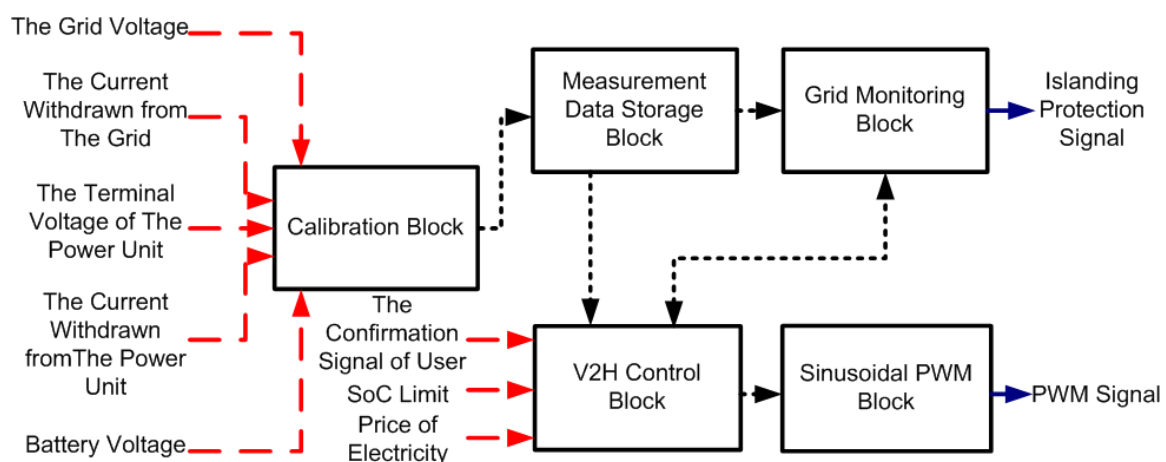 The Grid Voltage
The Current
Withdrawn from
The Grid
The Terminal
Voltage of The
Power Unit
The Current
Withdrawn
fromThe Power
Unit
Battery Voltage
Calibration Block
Measurement
Data Storage
Block
Grid Monitoring
Block
Islanding
Protection
Signal
The
Confirmation
Signal of User
SoC Limit
Price of
Electricity
V2H Control
Block
Sinusoidal PWM
Block
PWM Signal